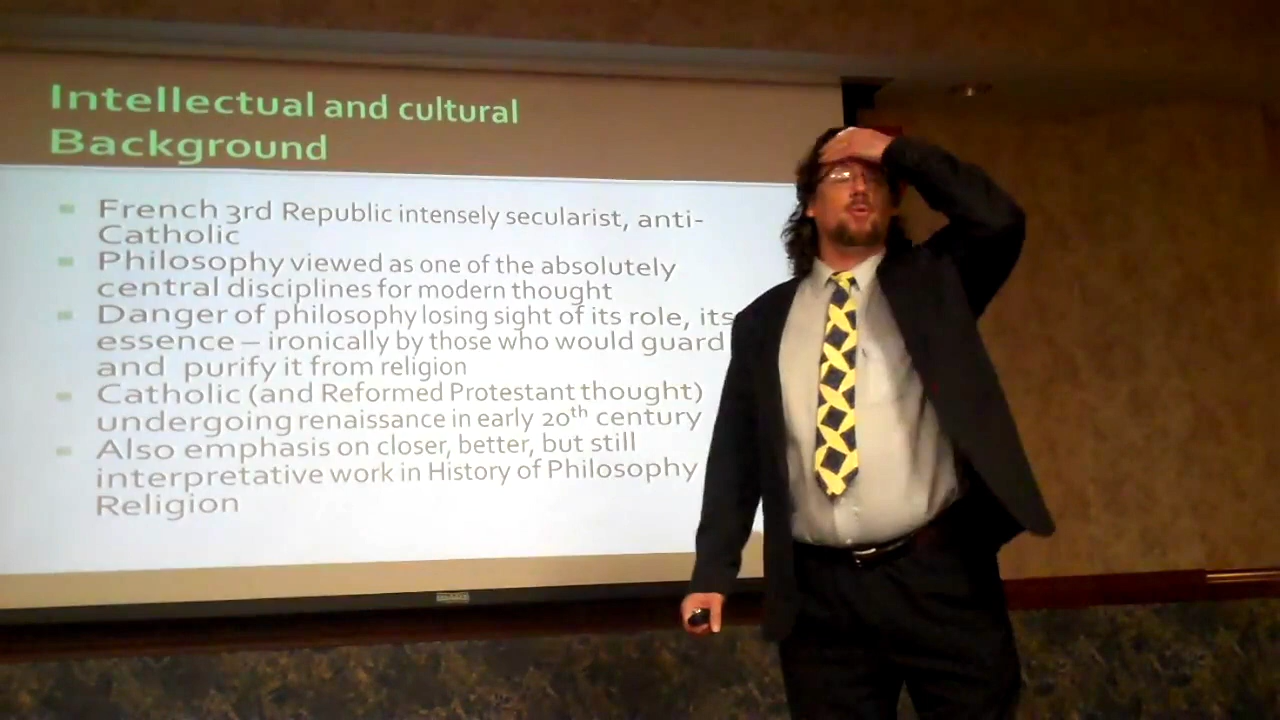 Intellectual and cultural
Background
French 3rd Republic intensely secularist, anti-
Catholic
Philosophy viewed as one of the absolutely
central disciplines for modern thought
Danger of philosophy losing sight of its role, its
essence – ironically by those who would guard
and purify it from religion
Catholic (and Reformed Protestant thought)
undergoing renaissance in early 20th century
Also emphasis on closer, better, but still
interpretative work in History of Philosophy
Religion